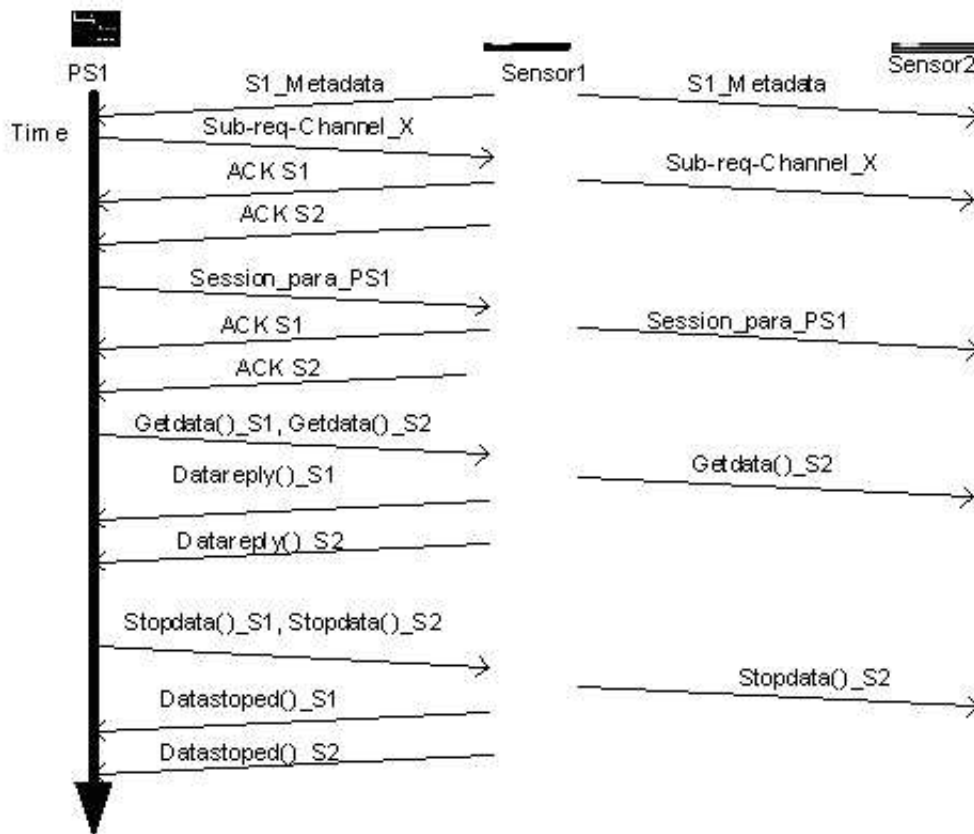 PS1
Sensor1
Sensor2
S1_Metadata
S1_Metadata
Time
Sub-req-Channel_X
ACK S1
Sub-req-Channel_X
ACK S2
Session_para_PS1
ACK S1
Session_para_PS1
ACK S2
Getdata()_S1, Getdata()_S2
Datareply()_S1
Getdata()_S2
Datareply()_S2
Stopdata()_S1, Stopdata()_S2
Stopdata()_S2
Datastoped()_S1
Datastoped()_S2